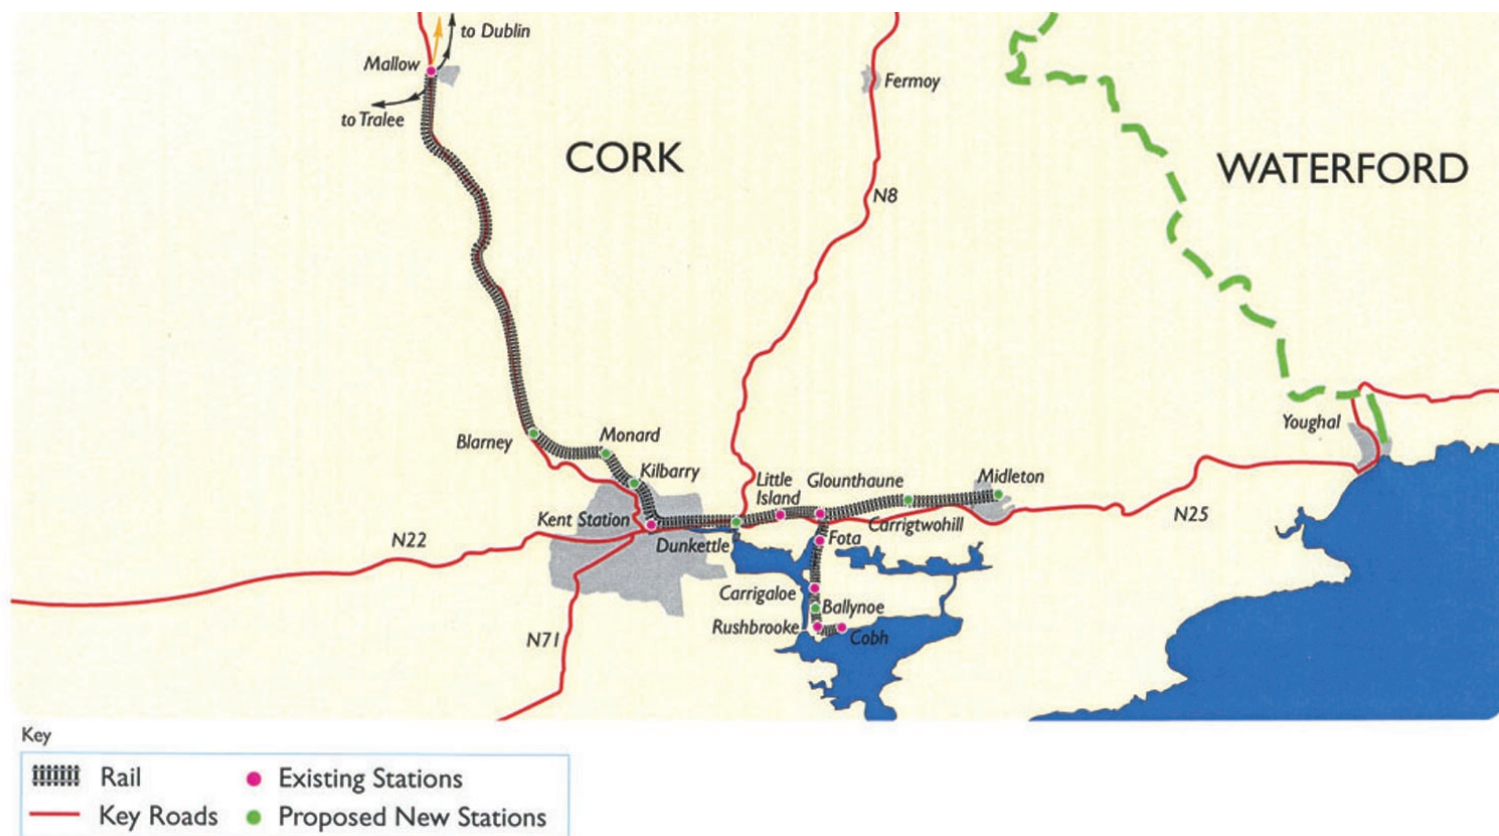 to Dublin
Mallow
to Tralee
Fermoy
CORK
WATERFORD
N8
Youghal
Blarney
Monard
Kilbarry
Little
Island
Glounthaune
Midleton
Kent Station
Carrigtwohill
N25
N22
Dunkettle
Fota
Carrigaloe
Ballynoe
Rushbrooke
Cobh
N71
Key
Rail
Existing Stations
Key Roads
Proposed New Stations